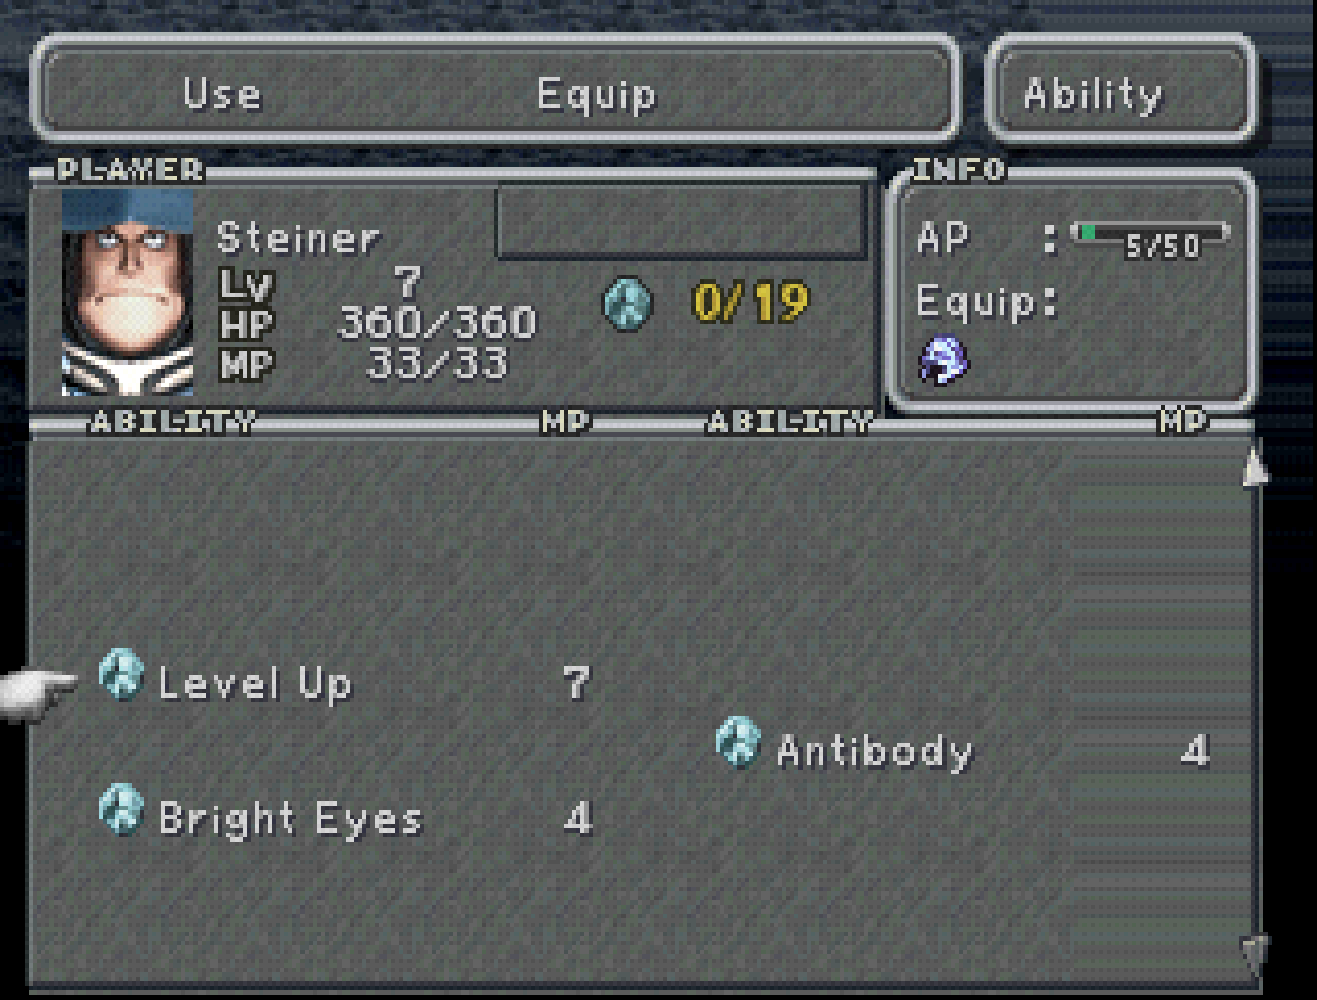 Use Equip Ability
PLAYER INFO
Steiner AP : 5/50
Lv 7
0/19 Equip:
HP 360/360
MP 33/33
ABILITY MP ABILITY MP
Level Up 7
Antibody 4
Bright Eyes 4